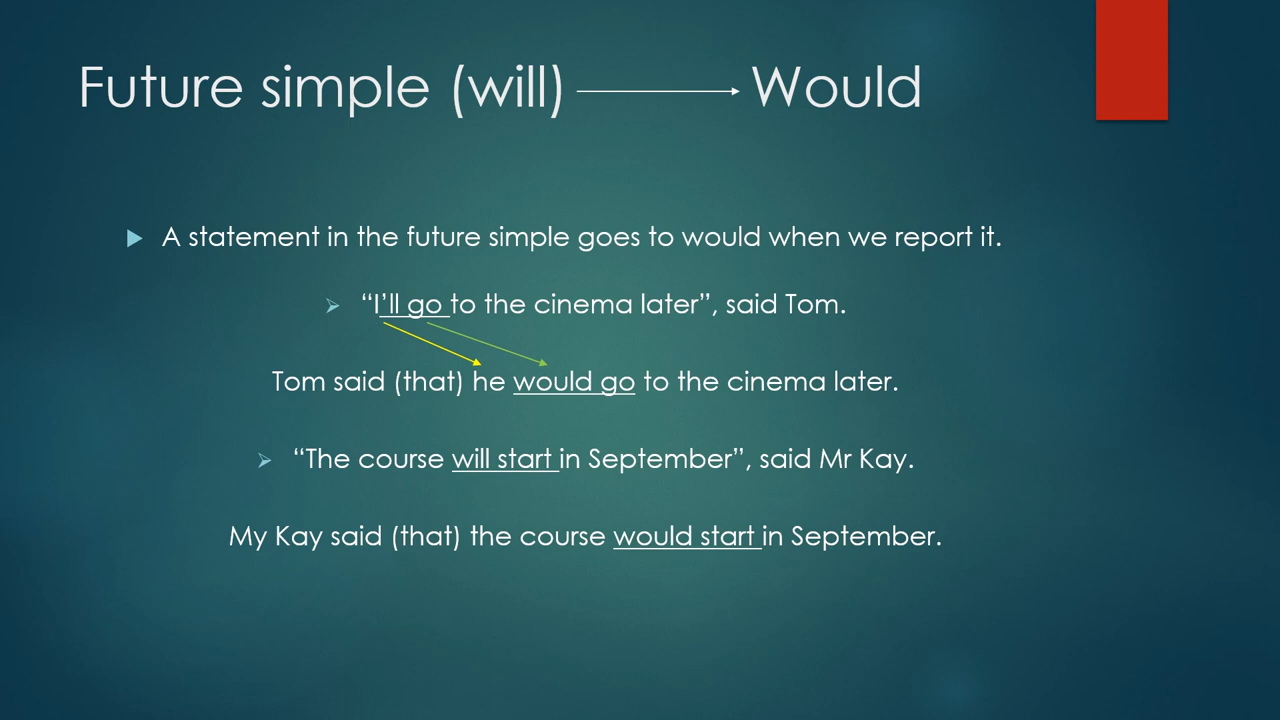 Future simple (will) Would
A statement in the future simple goes to would when we report it.
“I’ll go to the cinema later”, said Tom.
Tom said (that) he would go to the cinema later.
“The course will start in September”, said Mr Kay.
My Kay said (that) the course would start in September.